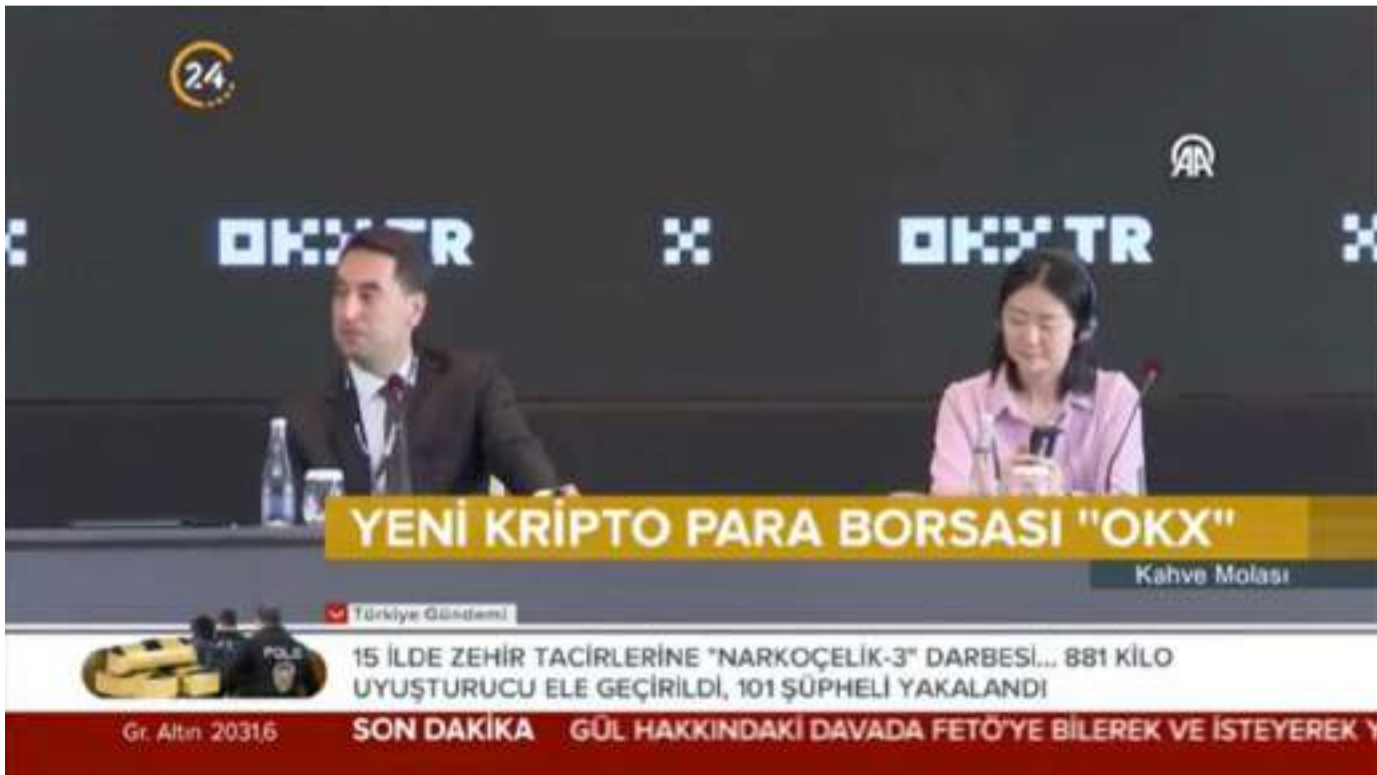 24
AA
OKX TR
OKX TR
YENİ KRİPTO PARA BORSASI "OKX"
Kahve Molası
Türkiye Gündemi
POLİS
15 İLDE ZEHİR TACİRLERİNE "NARKOÇELİK-3" DARBESİ... 881 KİLO
UYUŞTURUCU ELE GEÇİRİLDİ, 101 ŞÜPHELİ YAKALANDI
Gr. Altın 2031,6
SON DAKİKA GÜL HAKKINDAKİ DAVADA FETÖ'YE BİLEREK VE İSTEYEREK Y